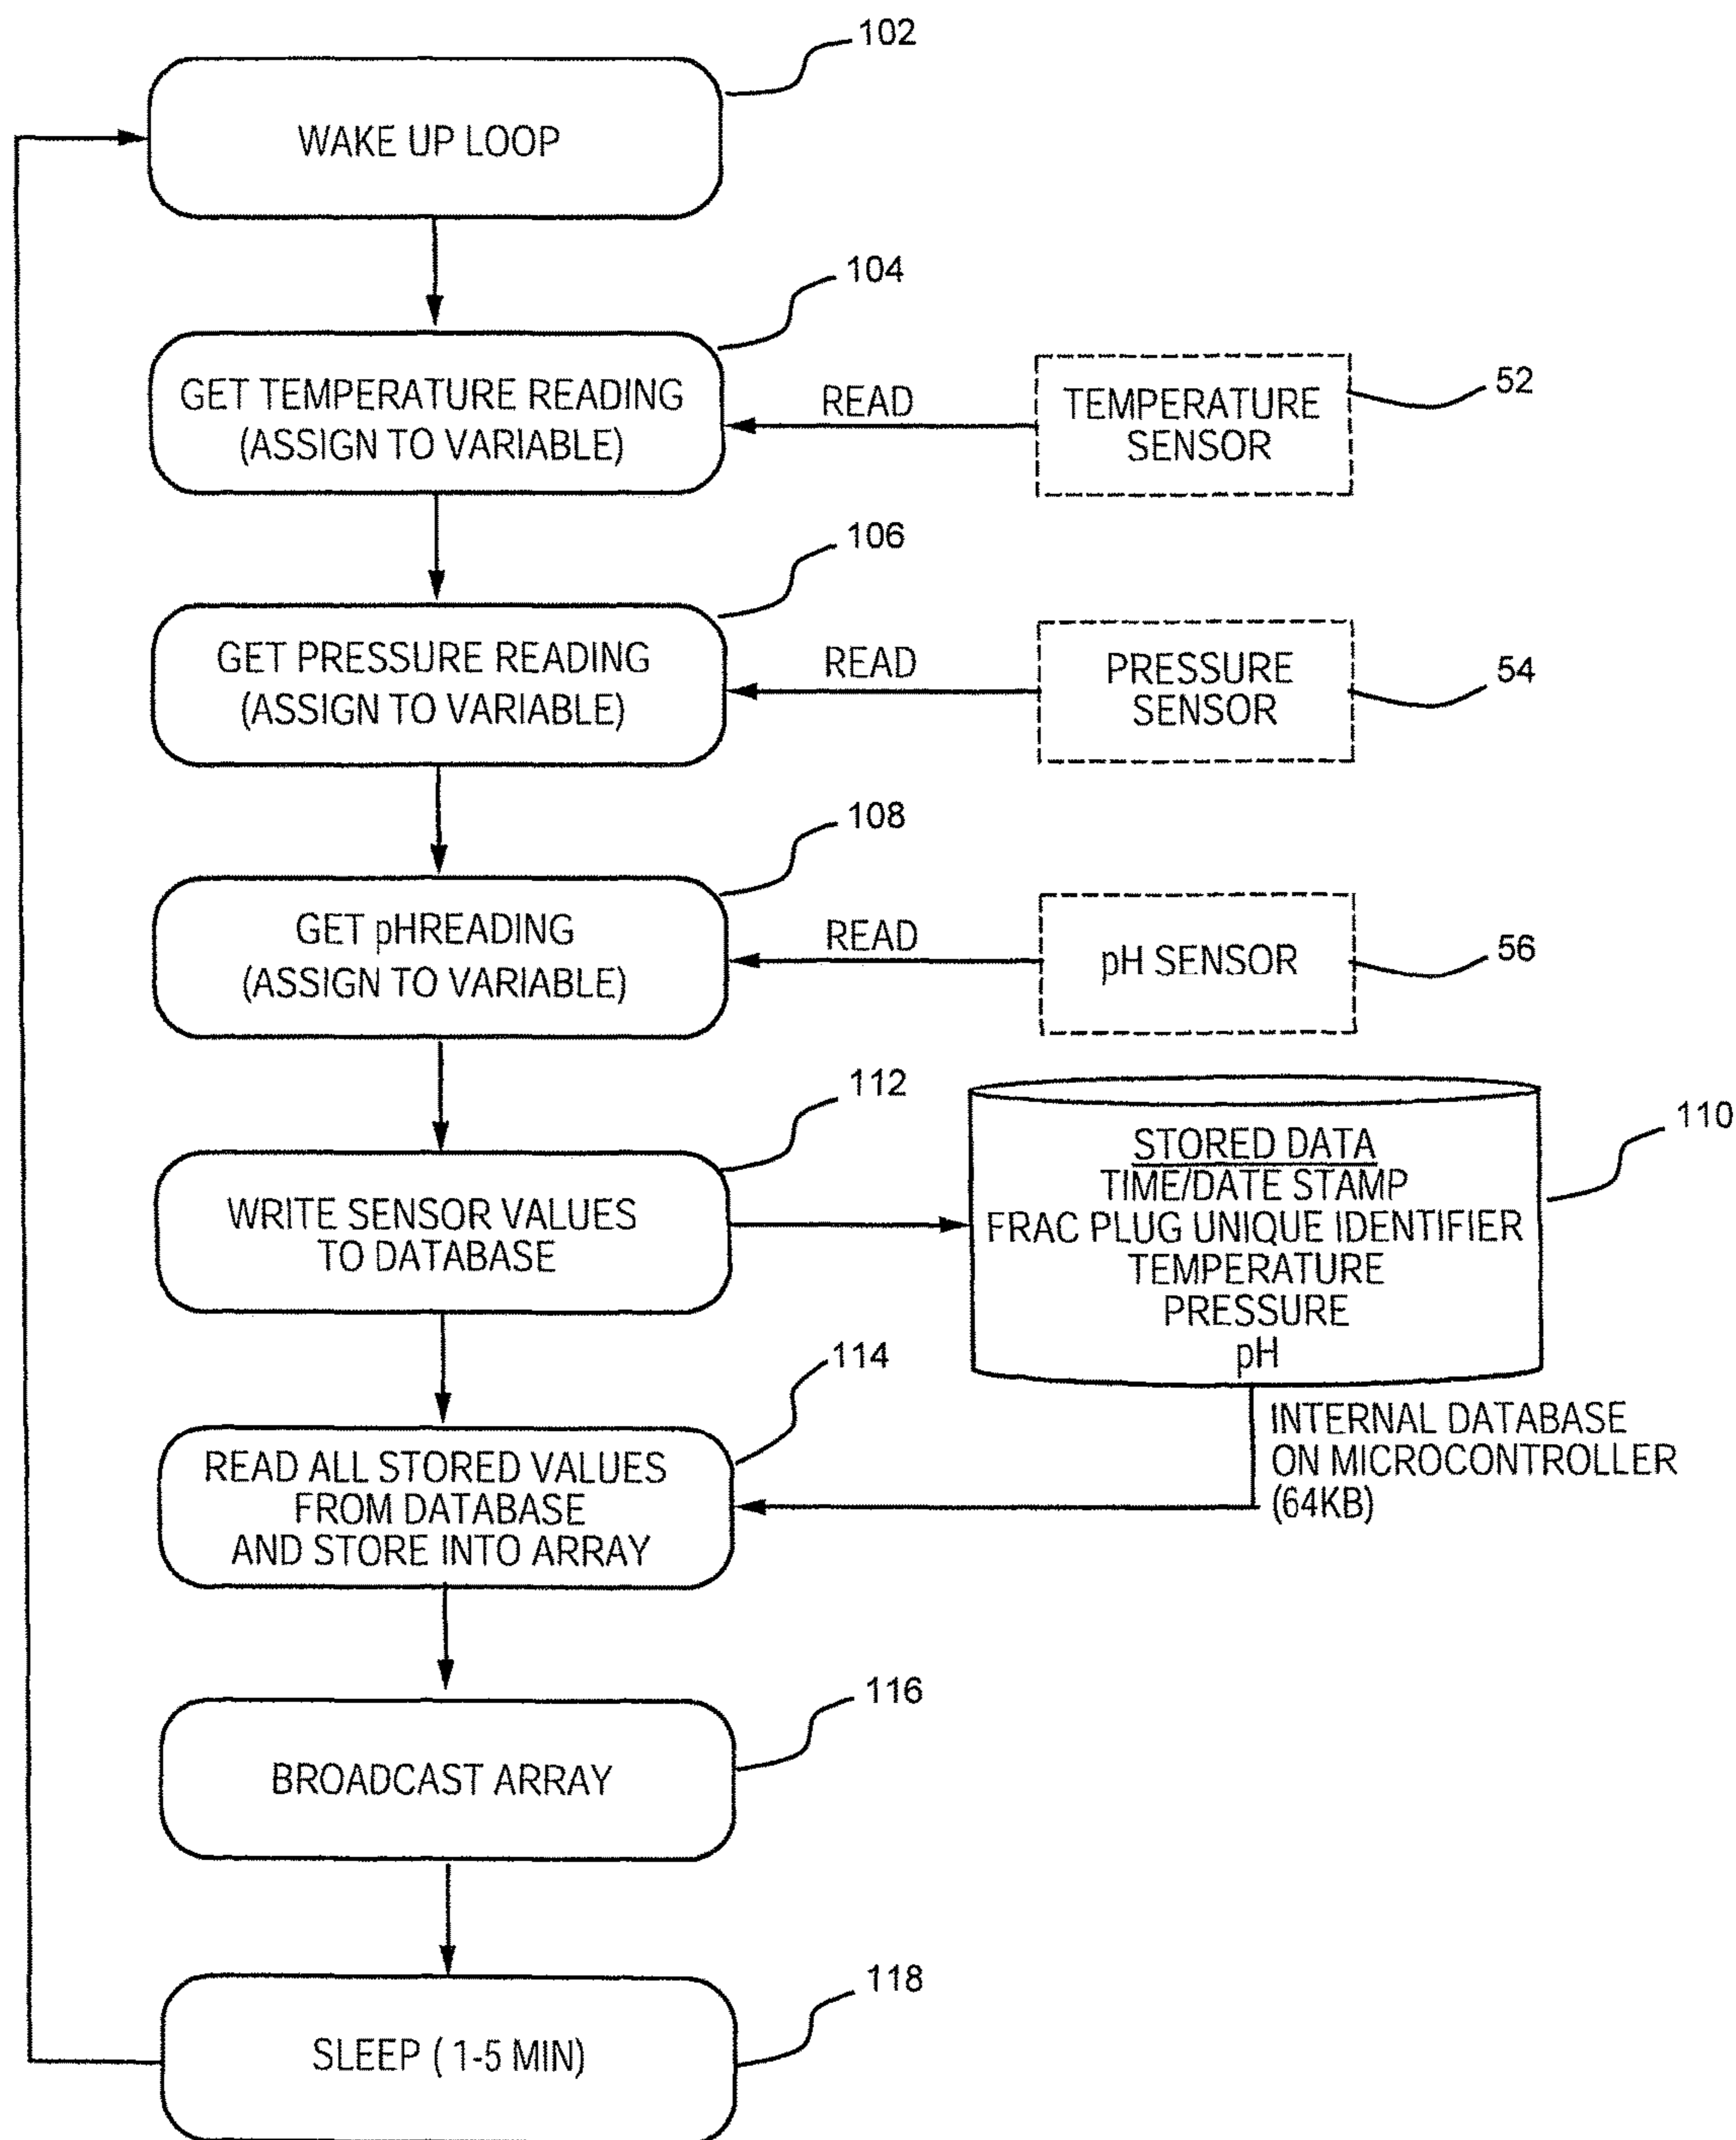 102
WAKE UP LOOP
104
GET TEMPERATURE READING
(ASSIGN TO VARIABLE)
READ
TEMPERATURE
SENSOR
52
106
GET PRESSURE READING
(ASSIGN TO VARIABLE)
READ
PRESSURE
SENSOR
54
108
GET pHREADING
(ASSIGN TO VARIABLE)
READ
pH SENSOR
56
112
WRITE SENSOR VALUES
TO DATABASE
110
STORED DATA
TIME/DATE STAMP
FRAC PLUG UNIQUE IDENTIFIER
TEMPERATURE
PRESSURE
pH
114
READ ALL STORED VALUES
FROM DATABASE
AND STORE INTO ARRAY
INTERNAL DATABASE
ON MICROCONTROLLER
(64KB)
116
BROADCAST ARRAY
118
SLEEP ( 1-5 MIN)